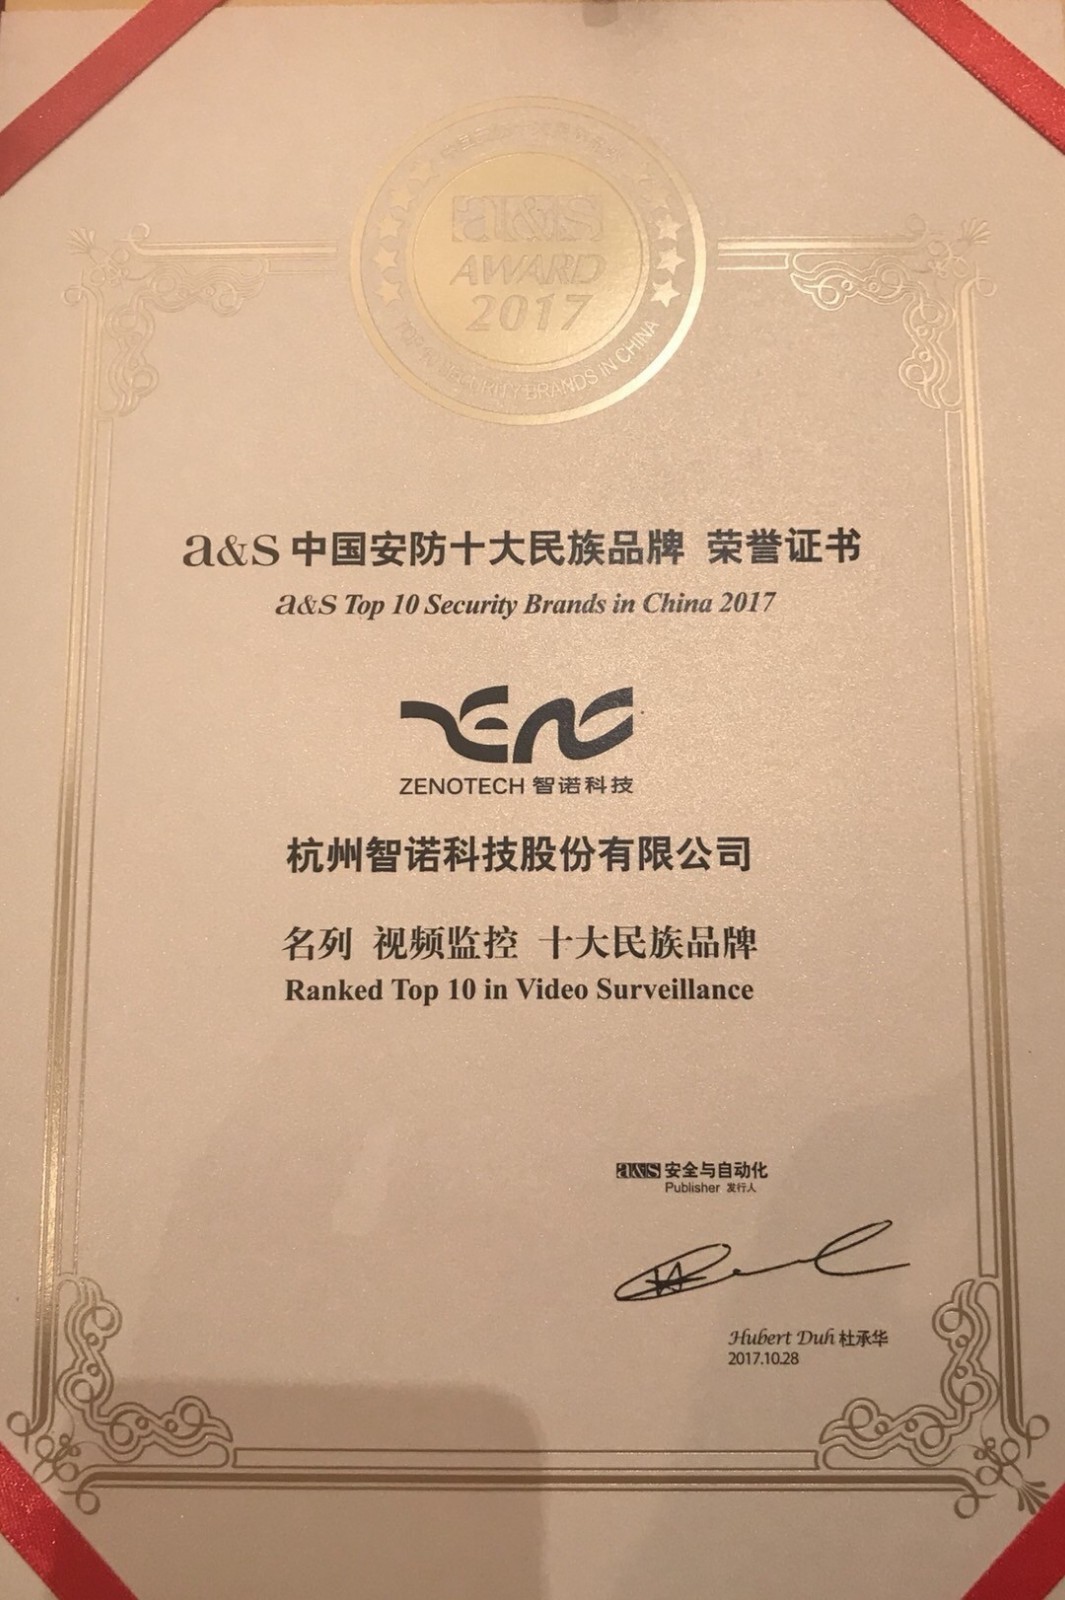 a&s
AWARD
2017
TOP 10 SECURITY BRANDS IN CHINA
a&s 中国安防十大民族品牌 荣誉证书
a&s Top 10 Security Brands in China 2017
ZENO
ZENOTECH 智诺科技
杭州智诺科技股份有限公司
名列 视频监控 十大民族品牌
Ranked Top 10 in Video Surveillance
a&s 安全与自动化
Publisher 发行人
Hubert Duh 杜承华
2017.10.28